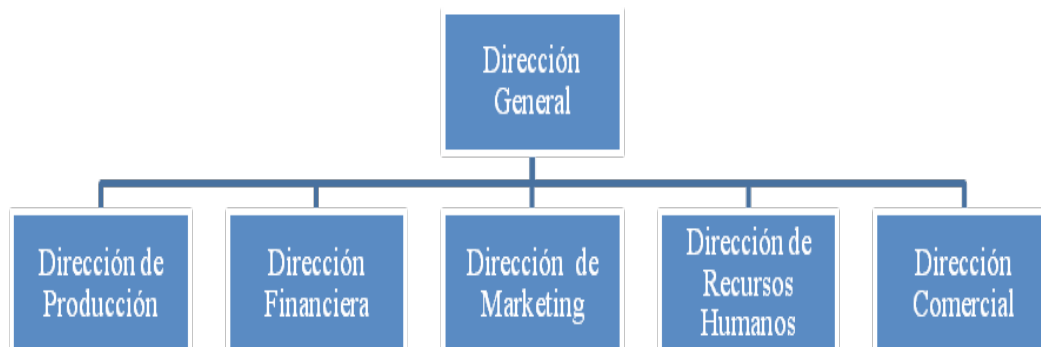 Dirección
General
Dirección de
Producción
Dirección
Financiera
Dirección de
Marketing
Dirección de
Recursos
Humanos
Dirección
Comercial